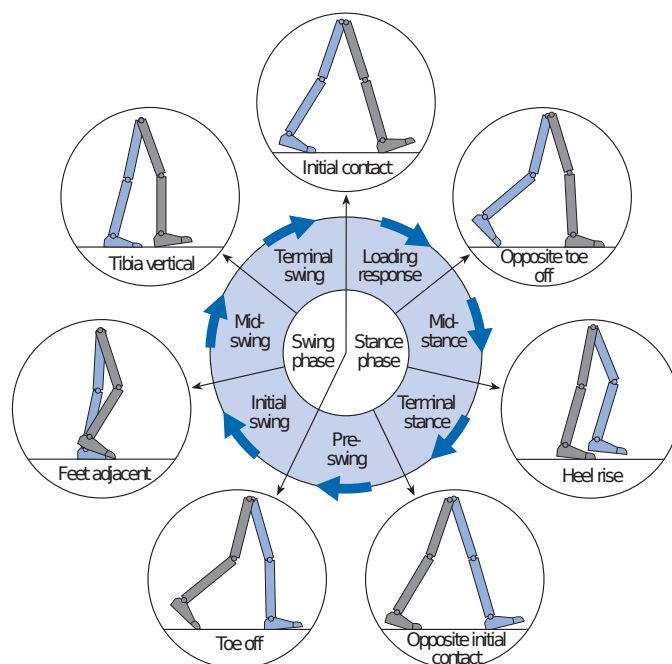 Initial contact
Opposite toe
off
Heel rise
Opposite initial
contact
Toe off
Feet adjacent
Tibia vertical
Loading
response
Mid-
stance
Terminal
stance
Pre-
swing
Initial
swing
Mid-
swing
Terminal
swing
Swing
phase
Stance
phase